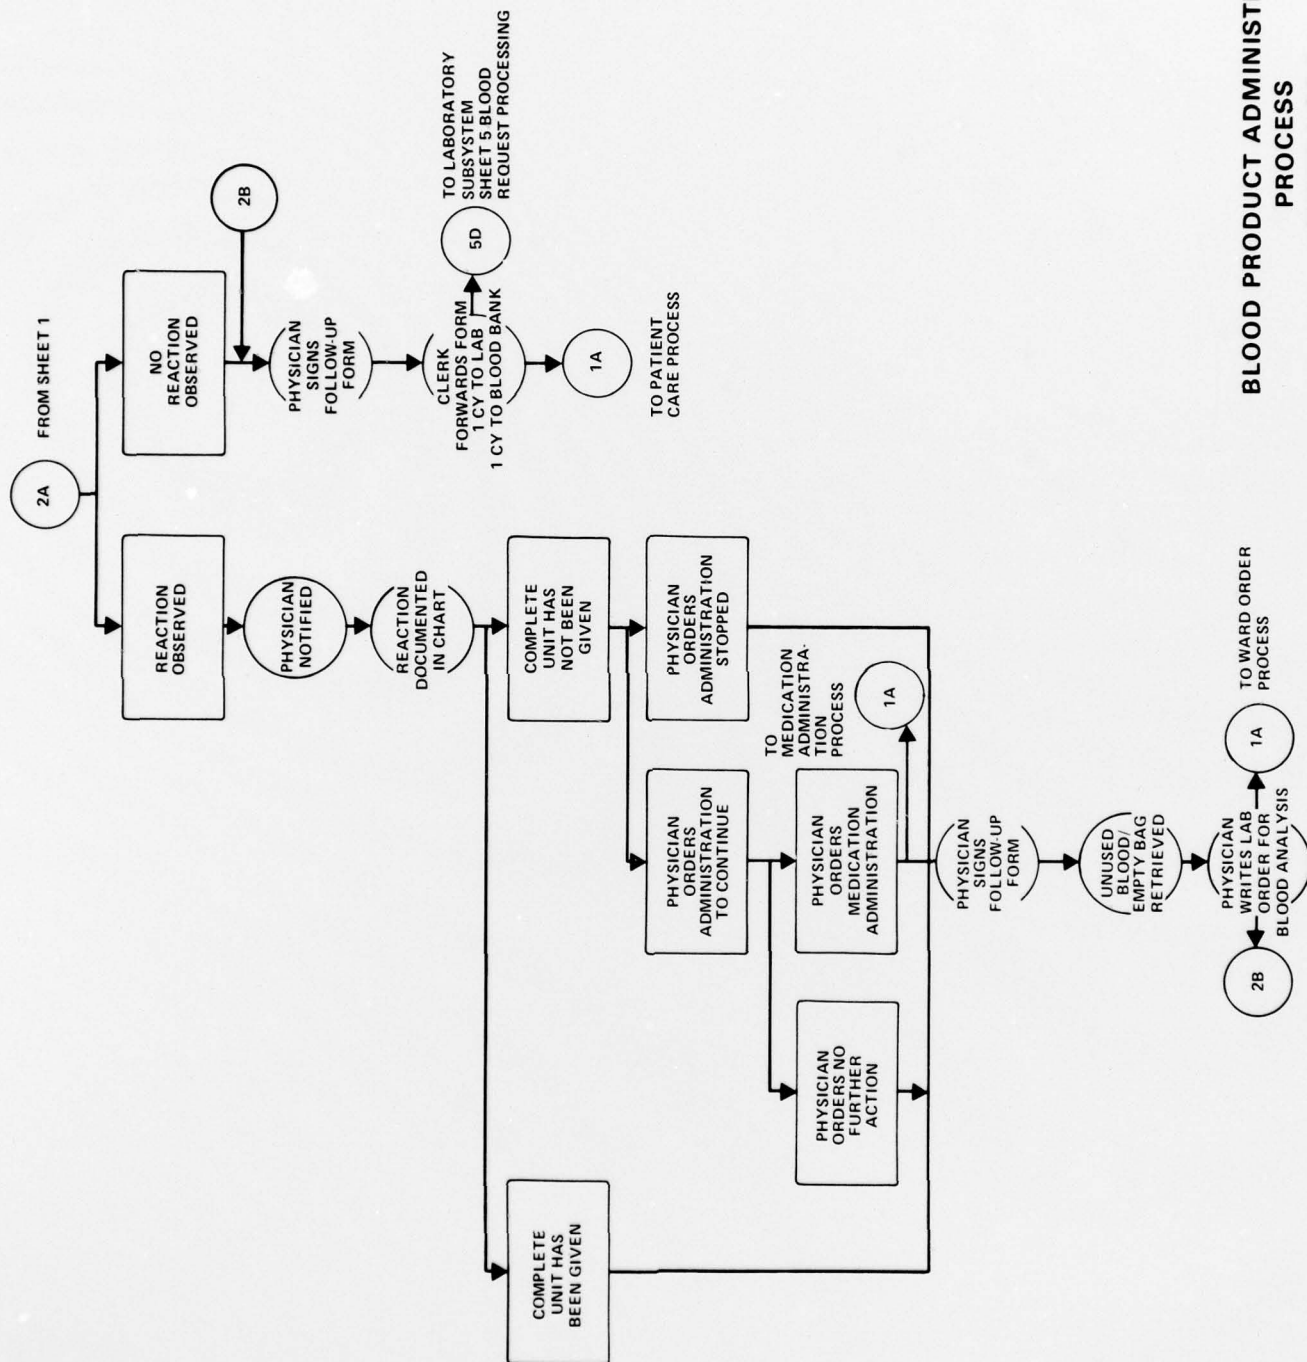 2A
FROM SHEET 1
REACTION
OBSERVED
NO
REACTION
OBSERVED
PHYSICIAN
NOTIFIED
2B
REACTION
DOCUMENTED
IN CHART
PHYSICIAN
SIGNS
FOLLOW-UP
FORM
COMPLETE
UNIT HAS
BEEN GIVEN
COMPLETE
UNIT HAS
NOT BEEN
GIVEN
CLERK
FORWARDS FORM
1 CY TO LAB /
1 CY TO BLOOD BANK
5D
TO LABORATORY
SUBSYSTEM
SHEET 5 BLOOD
REQUEST PROCESSING
PHYSICIAN
ORDERS
ADMINISTRATION
TO CONTINUE
PHYSICIAN
ORDERS
ADMINISTRATION
STOPPED
1A
TO PATIENT
CARE PROCESS
PHYSICIAN
ORDERS NO
FURTHER
ACTION
PHYSICIAN
ORDERS
MEDICATION
ADMINISTRATION
TO
MEDICATION
ADMINISTRA-
TION
PROCESS
1A
PHYSICIAN
SIGNS
FOLLOW-UP
FORM
UNUSED
BLOOD/
EMPTY BAG
RETRIEVED
2B
PHYSICIAN
WRITES LAB
ORDER FOR
BLOOD ANALYSIS
1A
TO WARD ORDER
PROCESS
BLOOD PRODUCT ADMINIST
PROCESS